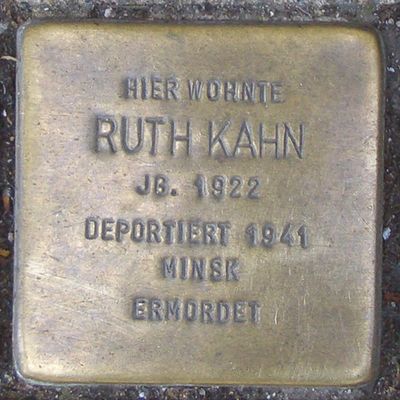 HIER WOHNTE
RUTH KAHN
JG. 1922
DEPORTIERT 1941
MINSK
ERMORDET